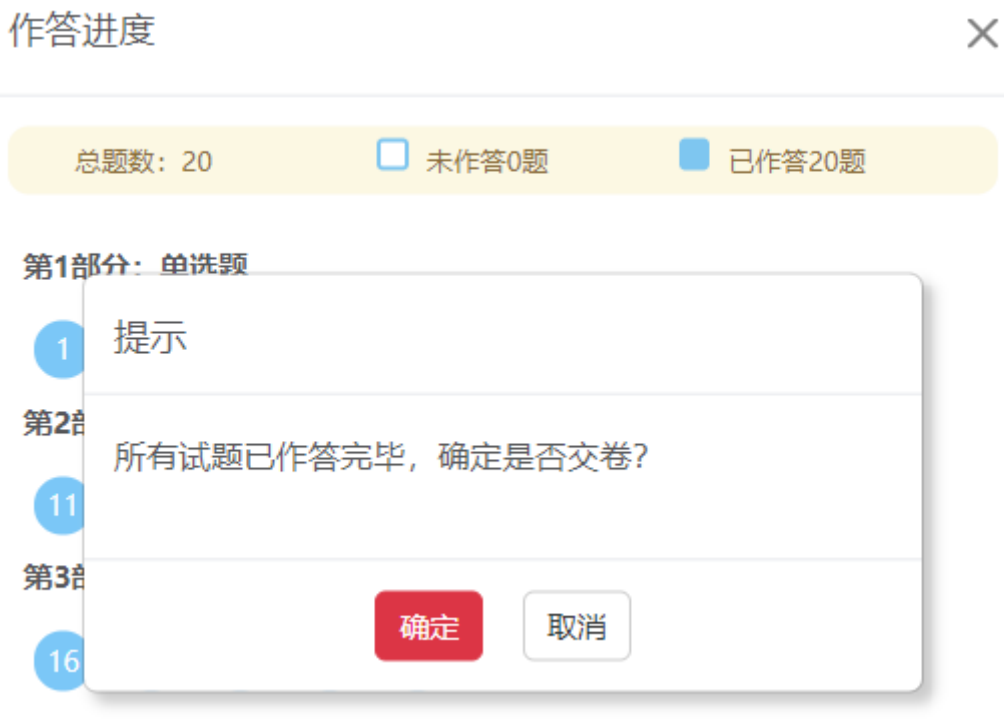 作答进度
总题数：20 未作答0题 已作答20题
第1部分：单选题
1
提示
第2部
所有试题已作答完毕，确定是否交卷？
11
第3部
确定 取消
16